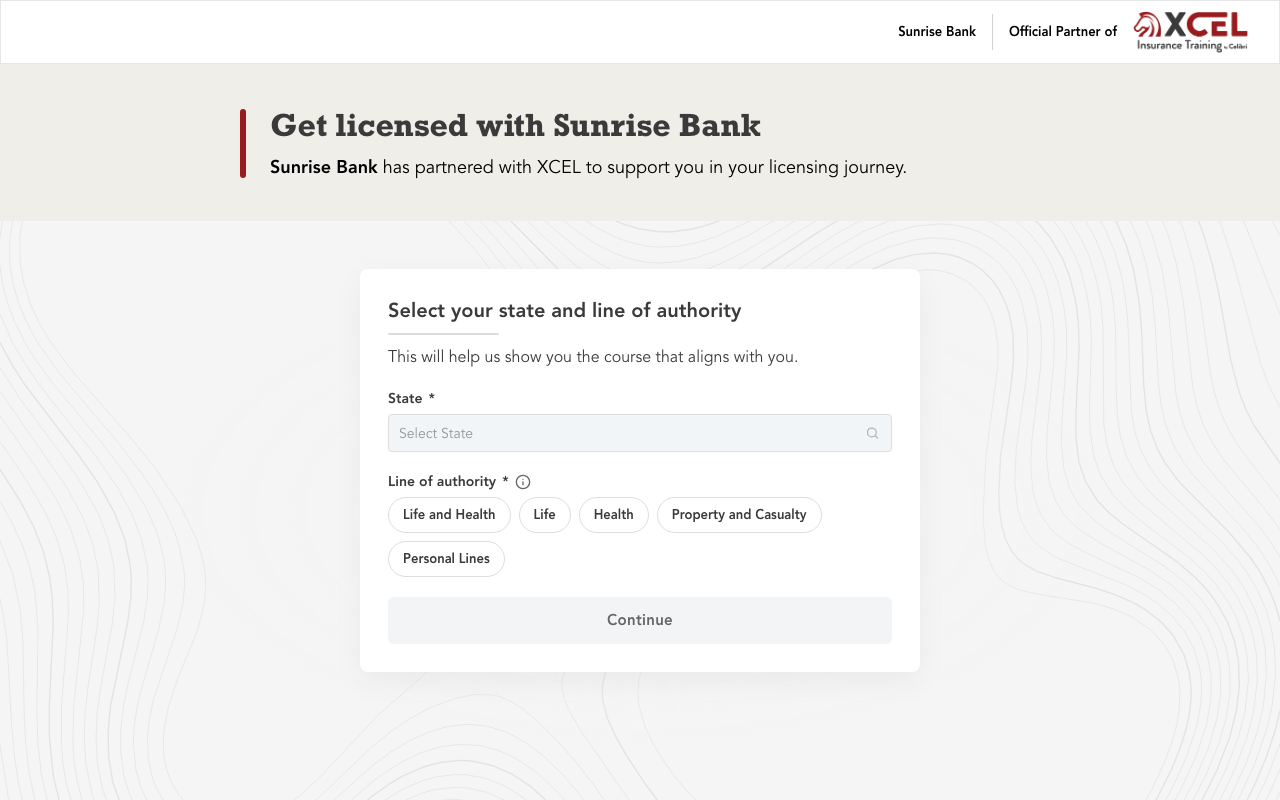 Sunrise Bank
Official Partner of
XCEL
Insurance Training by Colibri
Get licensed with Sunrise Bank
Sunrise Bank has partnered with XCEL to support you in your licensing journey.
Select your state and line of authority
This will help us show you the course that aligns with you.
State *
Select State
Line of authority *
Life and Health
Life
Health
Property and Casualty
Personal Lines
Continue